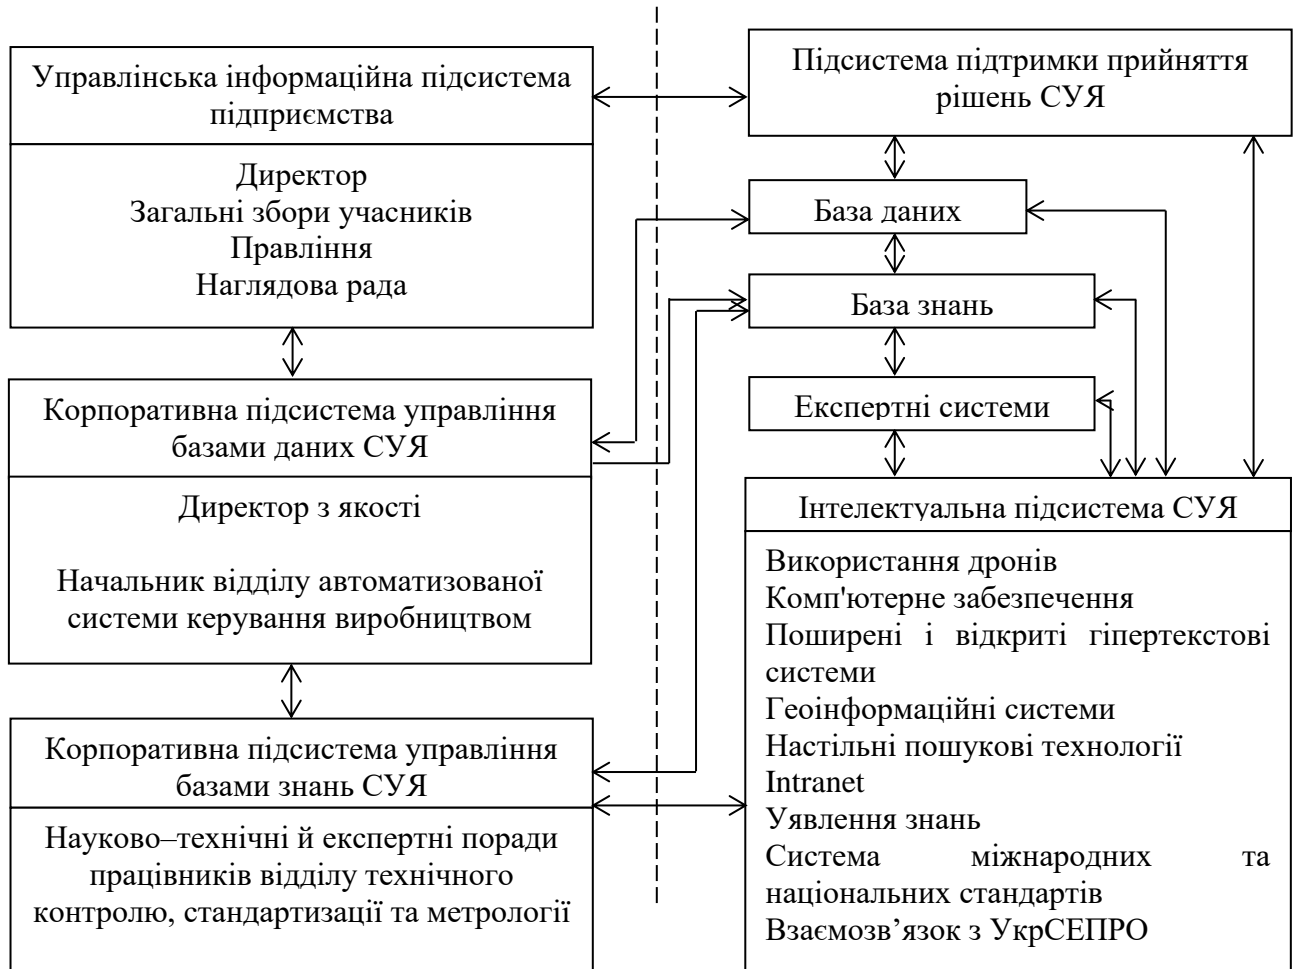 Управлінська інформаційна підсистема
підприємства
Директор
Загальні збори учасників
Правління
Наглядова рада
Корпоративна підсистема управління
базами даних СУЯ
Директор з якості
Начальник відділу автоматизованої
системи керування виробництвом
Корпоративна підсистема управління
базами знань СУЯ
Науково–технічні й експертні поради
працівників відділу технічного
контролю, стандартизації та метрології
Підсистема підтримки прийняття
рішень СУЯ
База даних
База знань
Експертні системи
Інтелектуальна підсистема СУЯ
Використання дронів
Комп'ютерне забезпечення
Поширені і відкриті гіпертекстові
системи
Геоінформаційні системи
Настільні пошукові технології
Intranet
Уявлення знань
Система міжнародних та
національних стандартів
Взаємозв’язок з УкрСЕПРО